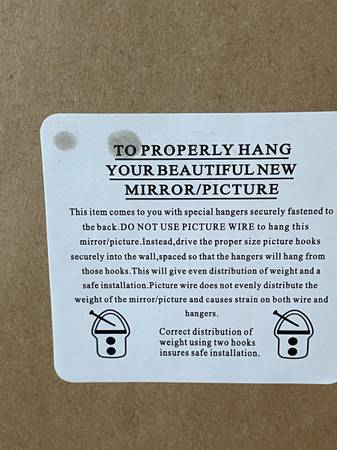 TO PROPERLY HANG
YOUR BEAUTIFUL NEW
MIRROR/PICTURE
This item comes to you with special hangers securely fastened to
the back.DO NOT USE PICTURE WIRE to hang this
mirror/picture.Instead,drive the proper size picture hooks
securely into the wall,spaced so that the hangers will hang from
those hooks.This will give even distribution of weight and a
safe installation.Picture wire does not evenly distribute the
weight of the mirror/picture and causes strain on both wire and
hangers.
Correct distribution of
weight using two hooks
insures safe installation.